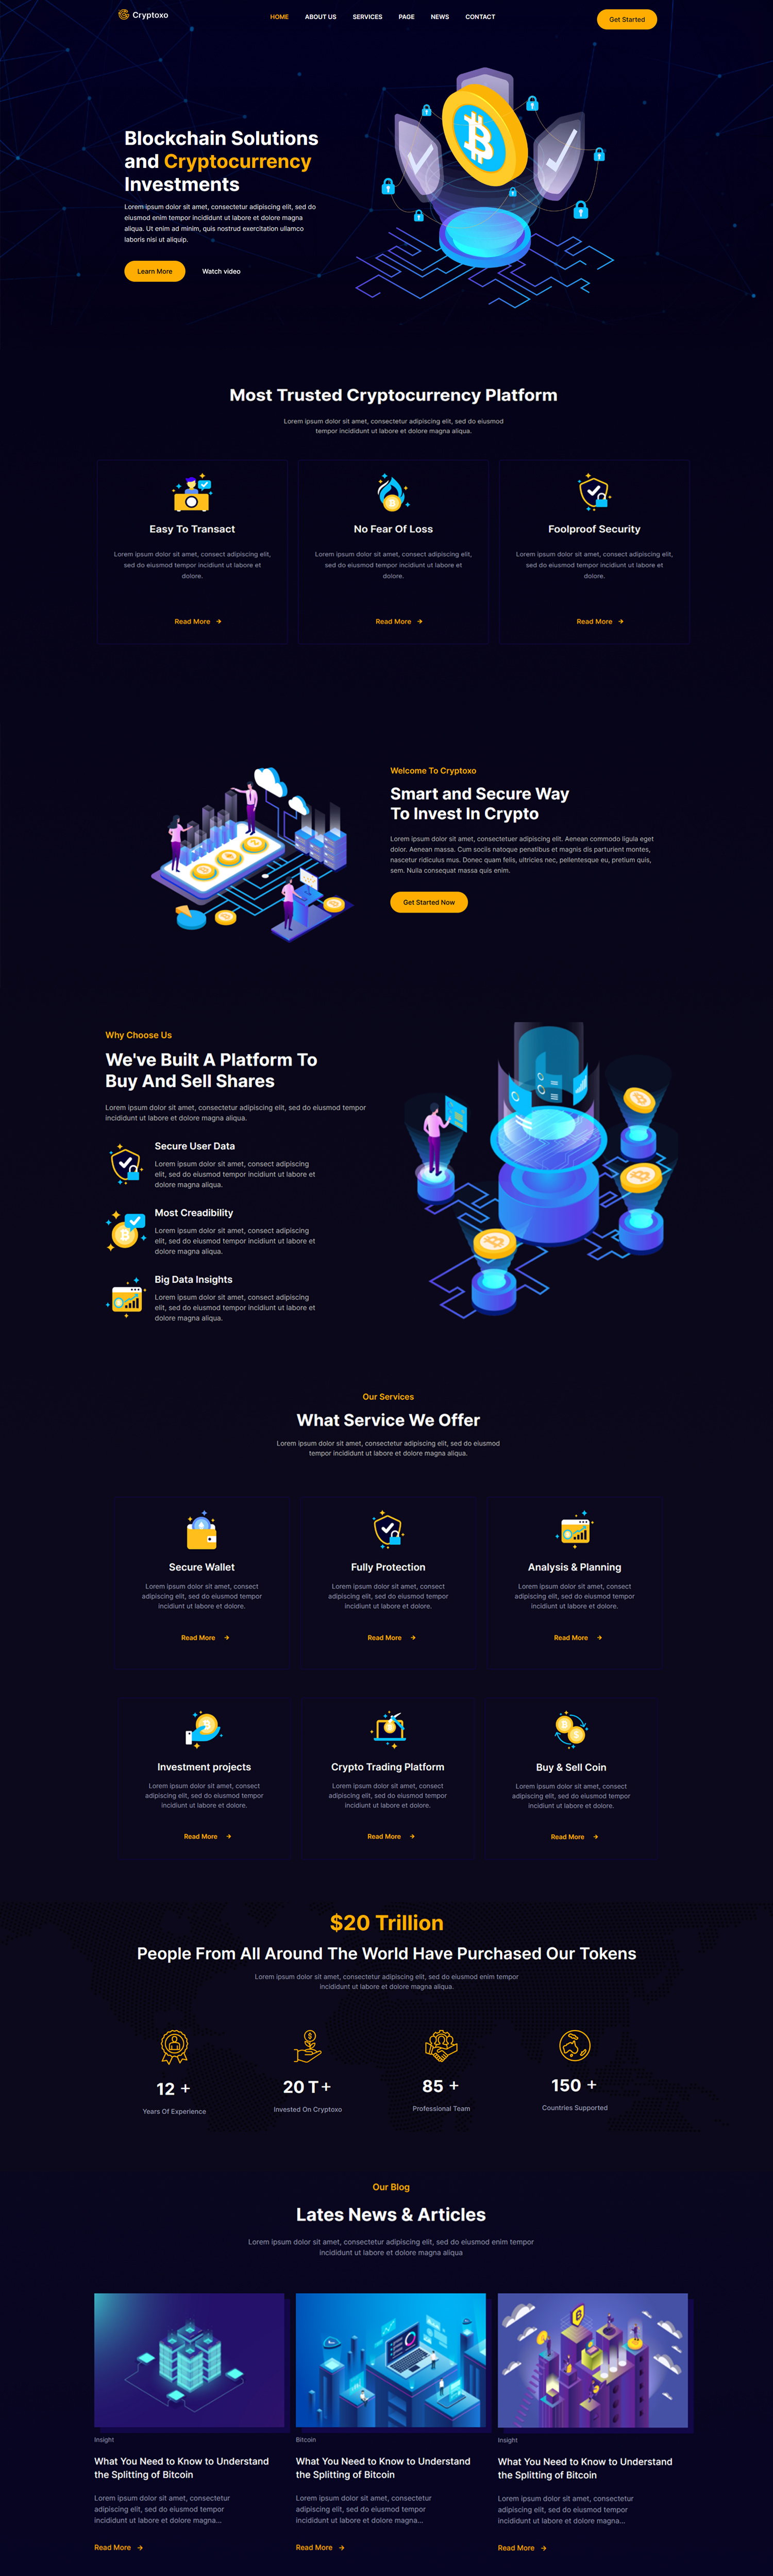 Cryptoxo
HOME
ABOUT US
SERVICES
PAGE
NEWS
CONTACT
Get Started
Blockchain Solutions
and Cryptocurrency
Investments
Lorem ipsum dolor sit amet, consectetur adipiscing elit, sed do
eiusmod enim tempor incididunt ut labore et dolore magna
aliqua. Ut enim ad minim, quis nostrud exercitation ullamco
laboris nisi ut aliquip.
Learn More
Watch video
Most Trusted Cryptocurrency Platform
Lorem ipsum dolor sit amet, consectetur adipiscing elit, sed do eiusmod
tempor incididunt ut labore et dolore magna aliqua.
Easy To Transact
Lorem ipsum dolor sit amet, consect adipiscing elit,
sed do eiusmod tempor incidiunt ut labore et
dolore.
Read More
No Fear Of Loss
Lorem ipsum dolor sit amet, consect adipiscing elit,
sed do eiusmod tempor incidiunt ut labore et
dolore.
Read More
Foolproof Security
Lorem ipsum dolor sit amet, consect adipiscing elit,
sed do eiusmod tempor incidiunt ut labore et
dolore.
Read More
Welcome To Cryptoxo
Smart and Secure Way
To Invest In Crypto
Lorem ipsum dolor sit amet, consectetuer adipiscing elit. Aenean commodo ligula eget
dolor. Aenean massa. Cum sociis natoque penatibus et magnis dis parturient montes,
nascetur ridiculus mus. Donec quam felis, ultricies nec, pellentesque eu, pretium quis,
sem. Nulla consequat massa quis enim.
Get Started Now
Why Choose Us
We've Built A Platform To
Buy And Sell Shares
Lorem ipsum dolor sit amet, consectetur adipiscing elit, sed do eiusmod tempor
incididunt ut labore et dolore magna aliqua.
Secure User Data
Lorem ipsum dolor sit amet, consect adipiscing
elit, sed do eiusmod tempor incidiunt ut labore et
dolore magna aliqua.
Most Creadibility
Lorem ipsum dolor sit amet, consect adipiscing
elit, sed do eiusmod tempor incidiunt ut labore et
dolore magna aliqua.
Big Data Insights
Lorem ipsum dolor sit amet, consect adipiscing
elit, sed do eiusmod tempor incidiunt ut labore et
dolore magna aliqua.
Our Services
What Service We Offer
Lorem ipsum dolor sit amet, consectetur adipiscing elit, sed do eiusmod
tempor incididunt ut labore et dolore magna aliqua.
Secure Wallet
Lorem ipsum dolor sit amet, consect
adipiscing elit, sed do eiusmod tempor
incidiunt ut labore et dolore.
Read More
Fully Protection
Lorem ipsum dolor sit amet, consect
adipiscing elit, sed do eiusmod tempor
incidiunt ut labore et dolore.
Read More
Analysis & Planning
Lorem ipsum dolor sit amet, consect
adipiscing elit, sed do eiusmod tempor
incidiunt ut labore et dolore.
Read More
Investment projects
Lorem ipsum dolor sit amet, consect
adipiscing elit, sed do eiusmod tempor
incidiunt ut labore et dolore.
Read More
Crypto Trading Platform
Lorem ipsum dolor sit amet, consect
adipiscing elit, sed do eiusmod tempor
incidiunt ut labore et dolore.
Read More
Buy & Sell Coin
Lorem ipsum dolor sit amet, consect
adipiscing elit, sed do eiusmod tempor
incidiunt ut labore et dolore.
Read More
$20 Trillion
People From All Around The World Have Purchased Our Tokens
Lorem ipsum dolor sit amet, consectetur adipiscing elit, sed do eiusmod enim tempor
incididunt ut labore et dolore magna aliqua.
12 +
Years Of Experience
20 T +
Invested On Cryptoxo
85 +
Professional Team
150 +
Countries Supported
Our Blog
Lates News & Articles
Lorem ipsum dolor sit amet, consectetur adipiscing elit, sed do eiusmod enim tempor
incididunt ut labore et dolore magna aliqua
Insight
What You Need to Know to Understand
the Splitting of Bitcoin
Lorem ipsum dolor sit amet, consectetur
adipiscing elit, sed do eiusmod tempor
incididunt ut labore et dolore magna...
Read More
Bitcoin
What You Need to Know to Understand
the Splitting of Bitcoin
Lorem ipsum dolor sit amet, consectetur
adipiscing elit, sed do eiusmod tempor
incididunt ut labore et dolore magna...
Read More
Insight
What You Need to Know to Understand
the Splitting of Bitcoin
Lorem ipsum dolor sit amet, consectetur
adipiscing elit, sed do eiusmod tempor
incididunt ut labore et dolore magna...
Read More